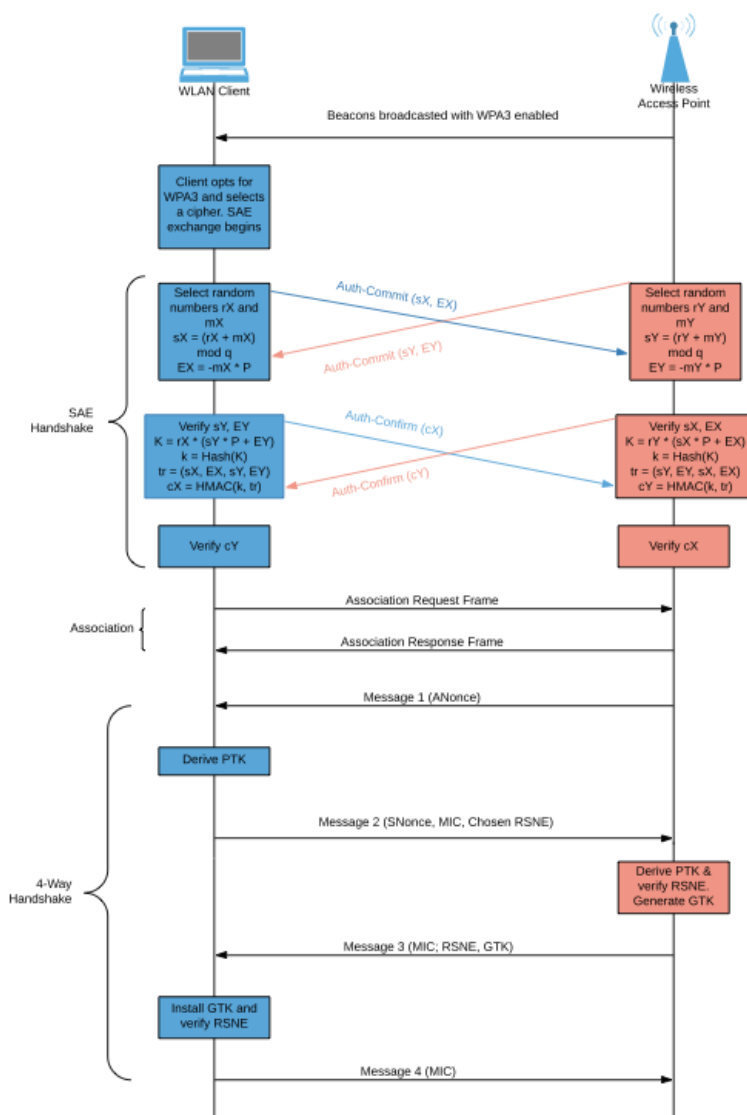 WLAN Client
Wireless
Access Point
Beacons broadcasted with WPA3 enabled
Client opts for
WPA3 and selects
a cipher. SAE
exchange begins
SAE
Handshake
Select random
numbers rX and
mX
sX = (rX + mX)
mod q
EX = -mX * P
Auth-Commit (sX, EX)
Auth-Commit (sY, EY)
Select random
numbers rY and
mY
sY = (rY + mY)
mod q
EY = -mY * P
Verify sY, EY
K = rX * (sY * P + EY)
k = Hash(K)
tr = (sX, EX, sY, EY)
cX = HMAC(k, tr)
Auth-Confirm (cX)
Auth-Confirm (cY)
Verify sX, EX
K = rY * (sX * P + EX)
k = Hash(K)
tr = (sY, EY, sX, EX)
cY = HMAC(k, tr)
Verify cY
Verify cX
Association
Association Request Frame
Association Response Frame
4-Way
Handshake
Message 1 (ANonce)
Derive PTK
Message 2 (SNonce, MIC, Chosen RSNE)
Derive PTK &
verify RSNE.
Generate GTK
Message 3 (MIC; RSNE, GTK)
Install GTK and
verify RSNE
Message 4 (MIC)